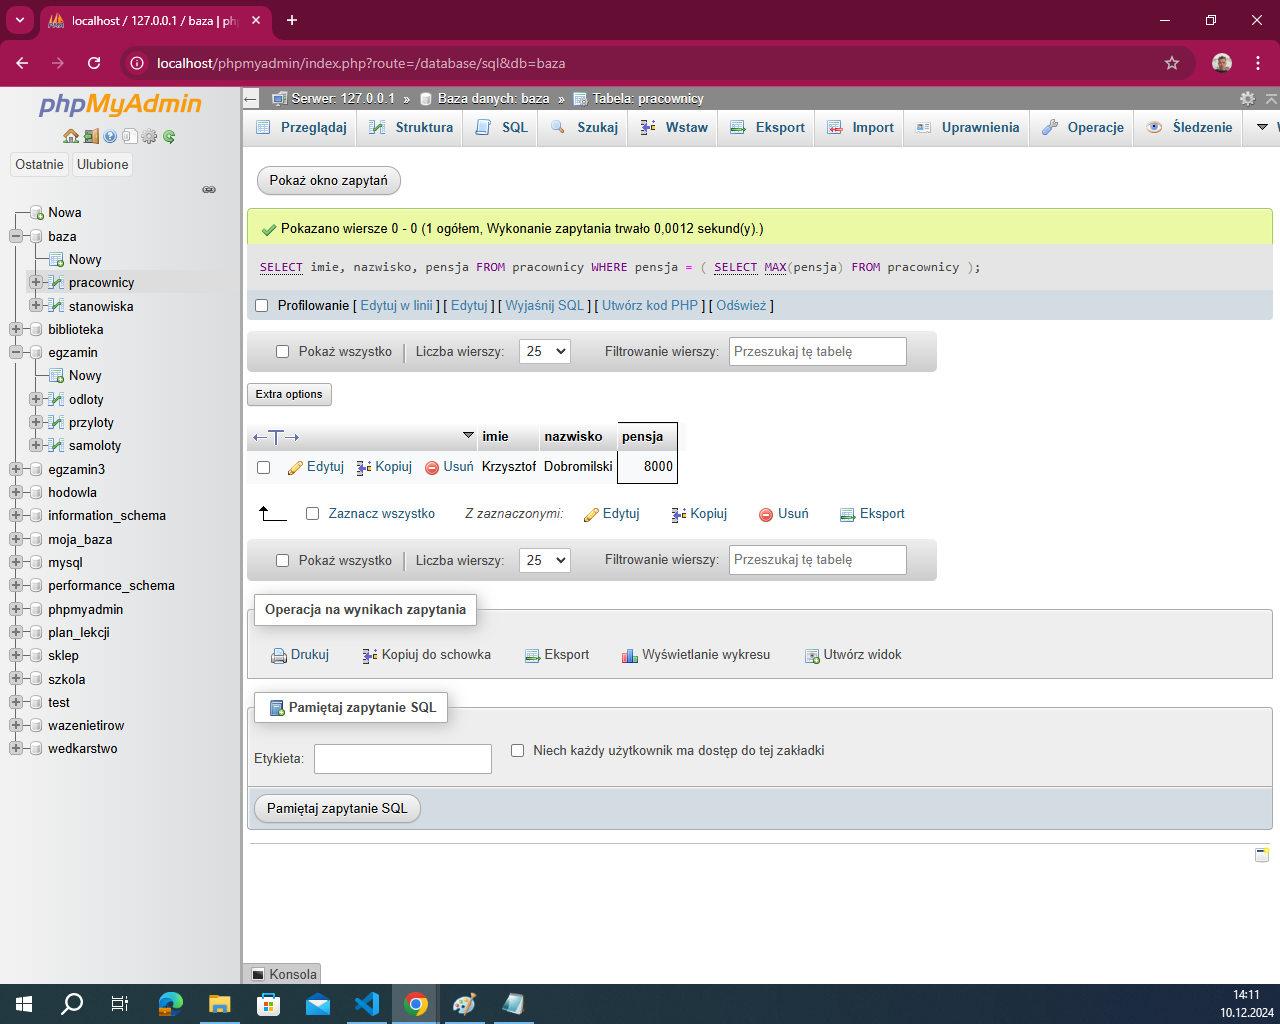 localhost / 127.0.0.1 / baza | ph
localhost/phpmyadmin/index.php?route=/database/sql&db=baza
phpMyAdmin
Ostatnie
Ulubione
Nowa
baza
Nowy
pracownicy
stanowiska
biblioteka
egzamin
Nowy
odloty
przyloty
samoloty
egzamin3
hodowla
information_schema
moja_baza
mysql
performance_schema
phpmyadmin
plan_lekcji
sklep
szkola
test
wazenietirow
wedkarstwo
Serwer: 127.0.0.1 » Baza danych: baza » Tabela: pracownicy
Przeglądaj Struktura SQL Szukaj Wstaw Eksport Import Uprawnienia Operacje Śledzenie
Pokaż okno zapytań
Pokazano wiersze 0 - 0 (1 ogółem, Wykonanie zapytania trwało 0,0012 sekund(y).)
SELECT imie, nazwisko, pensja FROM pracownicy WHERE pensja = ( SELECT MAX(pensja) FROM pracownicy );
Profilowanie [ Edytuj w linii ] [ Edytuj ] [ Wyjaśnij SQL ] [ Utwórz kod PHP ] [ Odśwież ]
Pokaż wszystko Liczba wierszy: 25 Filtrowanie wierszy: Przeszukaj tę tabelę
Extra options
←T→ imie nazwisko pensja
Edytuj Kopiuj Usuń Krzysztof Dobromilski 8000
Zaznacz wszystko Z zaznaczonymi: Edytuj Kopiuj Usuń Eksport
Pokaż wszystko Liczba wierszy: 25 Filtrowanie wierszy: Przeszukaj tę tabelę
Operacja na wynikach zapytania
Drukuj Kopiuj do schowka Eksport Wyświetlanie wykresu Utwórz widok
Pamiętaj zapytanie SQL
Etykieta: Niech każdy użytkownik ma dostęp do tej zakładki
Pamiętaj zapytanie SQL
Konsola
14:11
10.12.2024